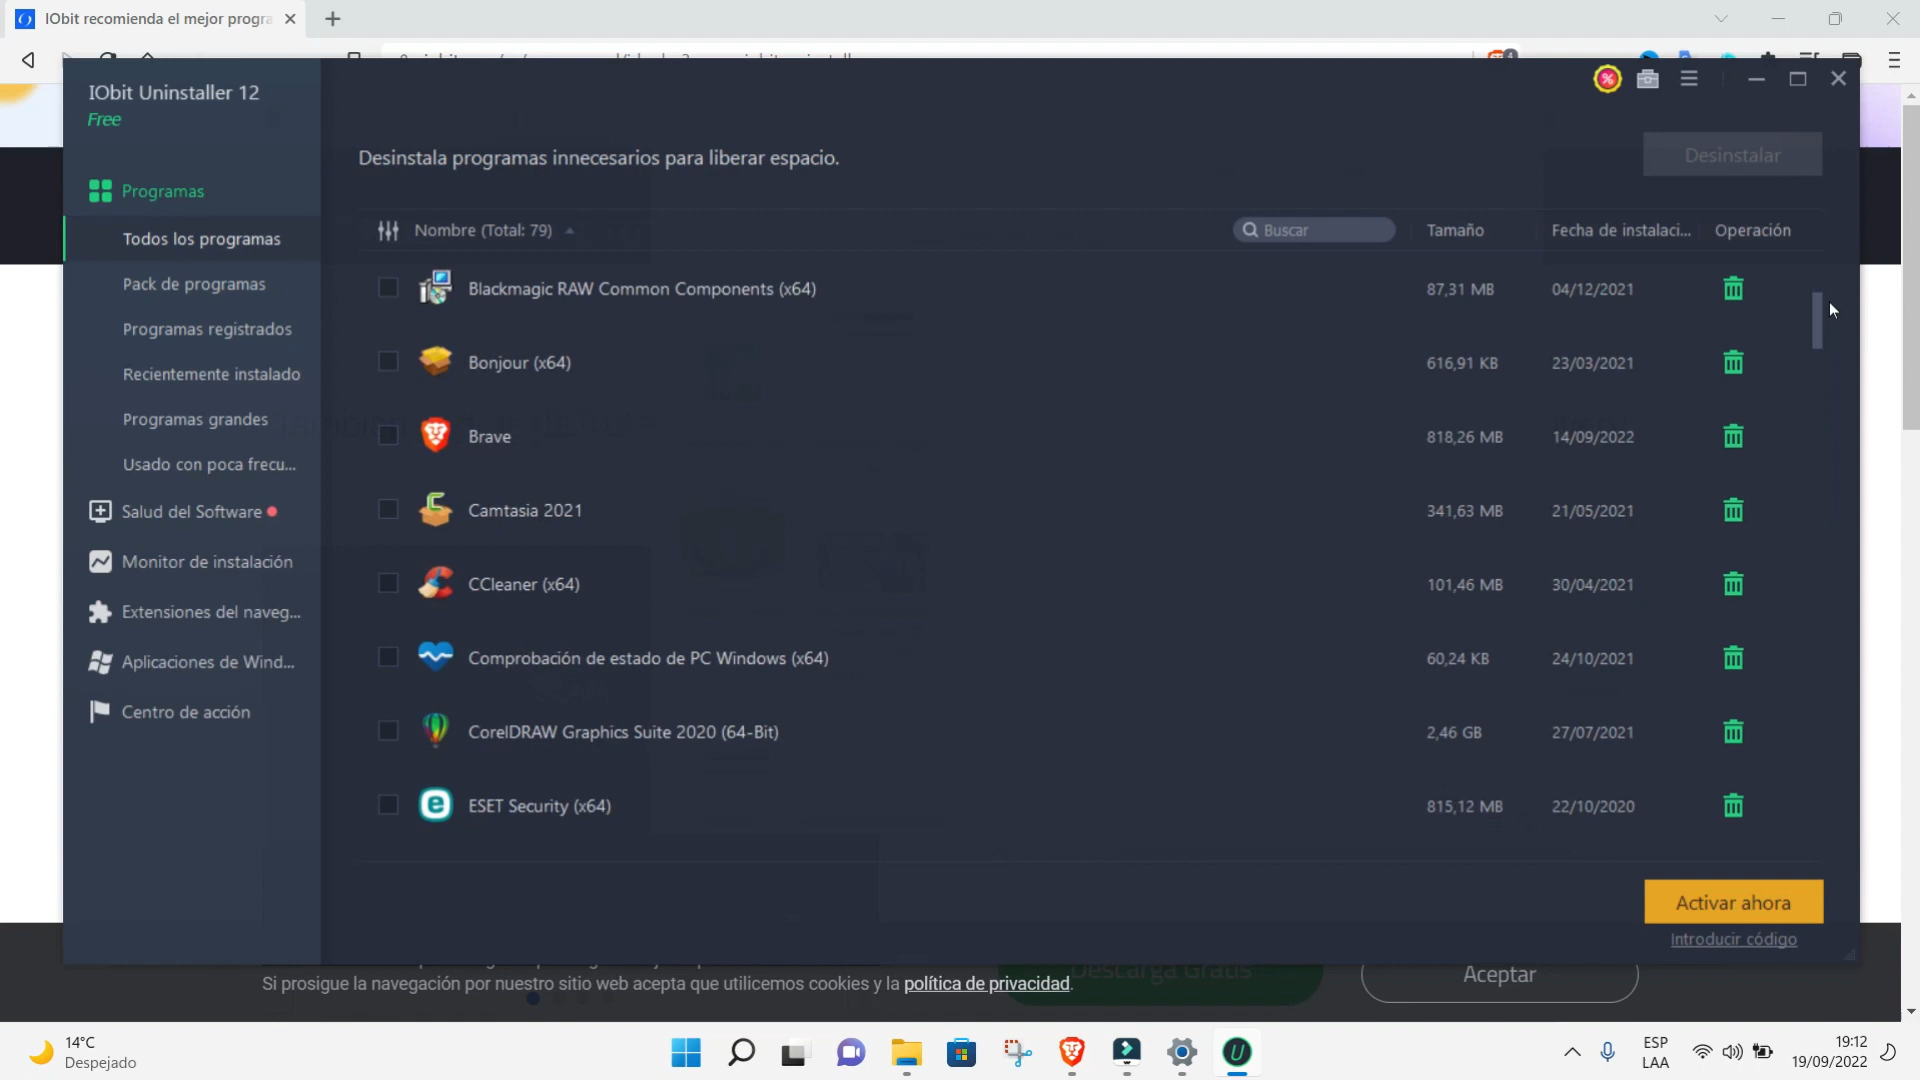 IObit recomienda el mejor progra
IObit Uninstaller 12
Free
Desinstala programas innecesarios para liberar espacio.
Desinstalar
Programas
Todos los programas
Pack de programas
Programas registrados
Recientemente instalado
Programas grandes
Usado con poca frecu...
Salud del Software
Monitor de instalación
Extensiones del naveg...
Aplicaciones de Wind...
Centro de acción
Nombre (Total: 79) Buscar Tamaño Fecha de instalaci... Operación
Blackmagic RAW Common Components (x64) 87,31 MB 04/12/2021
Bonjour (x64) 616,91 KB 23/03/2021
Brave 818,26 MB 14/09/2022
Camtasia 2021 341,63 MB 21/05/2021
CCleaner (x64) 101,46 MB 30/04/2021
Comprobación de estado de PC Windows (x64) 60,24 KB 24/10/2021
CorelDRAW Graphics Suite 2020 (64-Bit) 2,46 GB 27/07/2021
ESET Security (x64) 815,12 MB 22/10/2020
Activar ahora
Introducir código
Si prosigue la navegación por nuestro sitio web acepta que utilicemos cookies y la política de privacidad.
Descarga Gratis
Aceptar
14°C
Despejado
ESP
LAA
19:12
19/09/2022